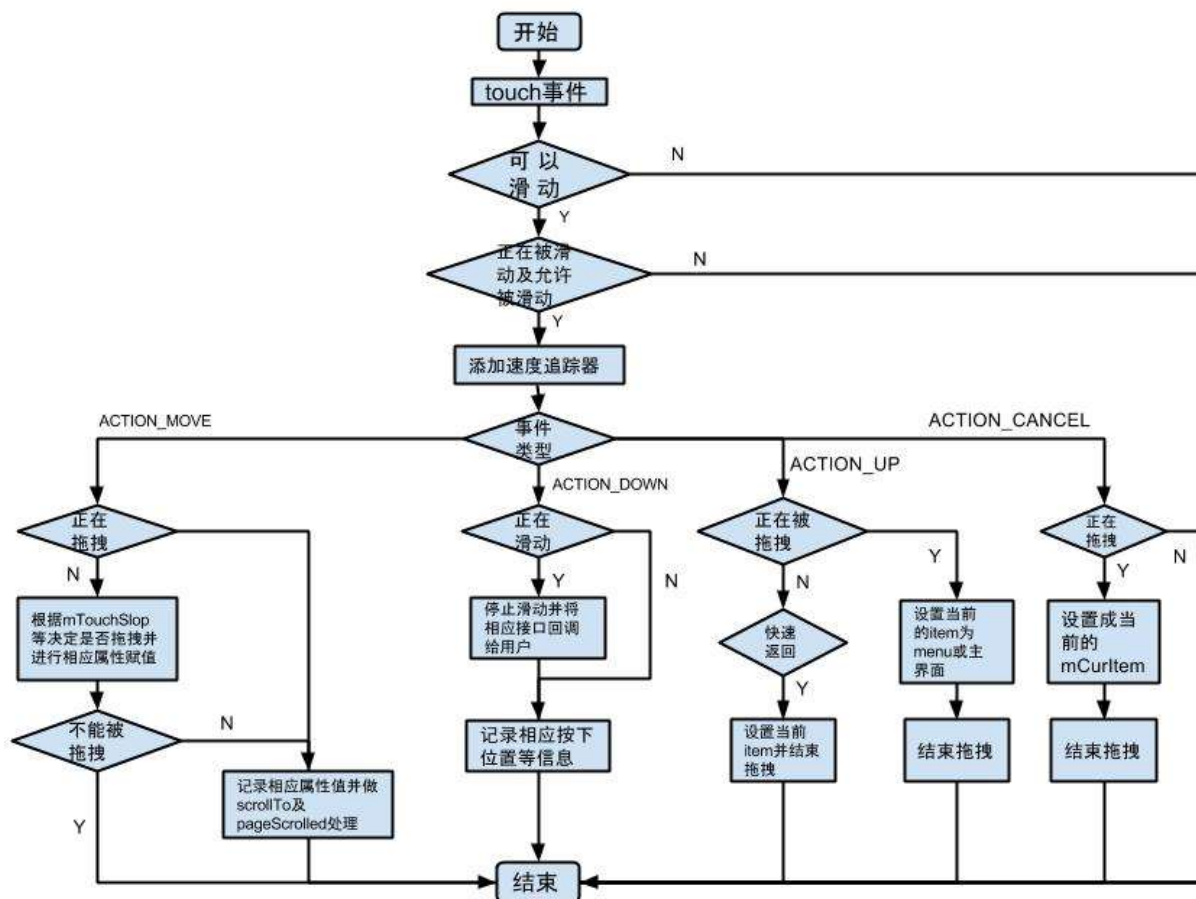 开始
touch事件
可 以
滑 动
N
Y
正在被滑
动及允许
被滑动
N
Y
添加速度追踪器
事件
类型
ACTION_MOVE
ACTION_DOWN
ACTION_UP
ACTION_CANCEL
正在
拖拽
N
根据mTouchSlop
等决定是否拖拽并
进行相应属性赋值
不能被
拖拽
N
Y
记录相应属性值并做
scrollTo及
pageScrolled处理
正在
滑动
Y
N
停止滑动并将
相应接口回调
给用户
记录相应按下
位置等信息
正在被
拖拽
Y
N
快速
返回
Y
设置当前
item并结束
拖拽
设置当前
的item为
menu或主
界面
结束拖拽
正在
拖拽
Y
N
设置成当
前的
mCurItem
结束拖拽
结束